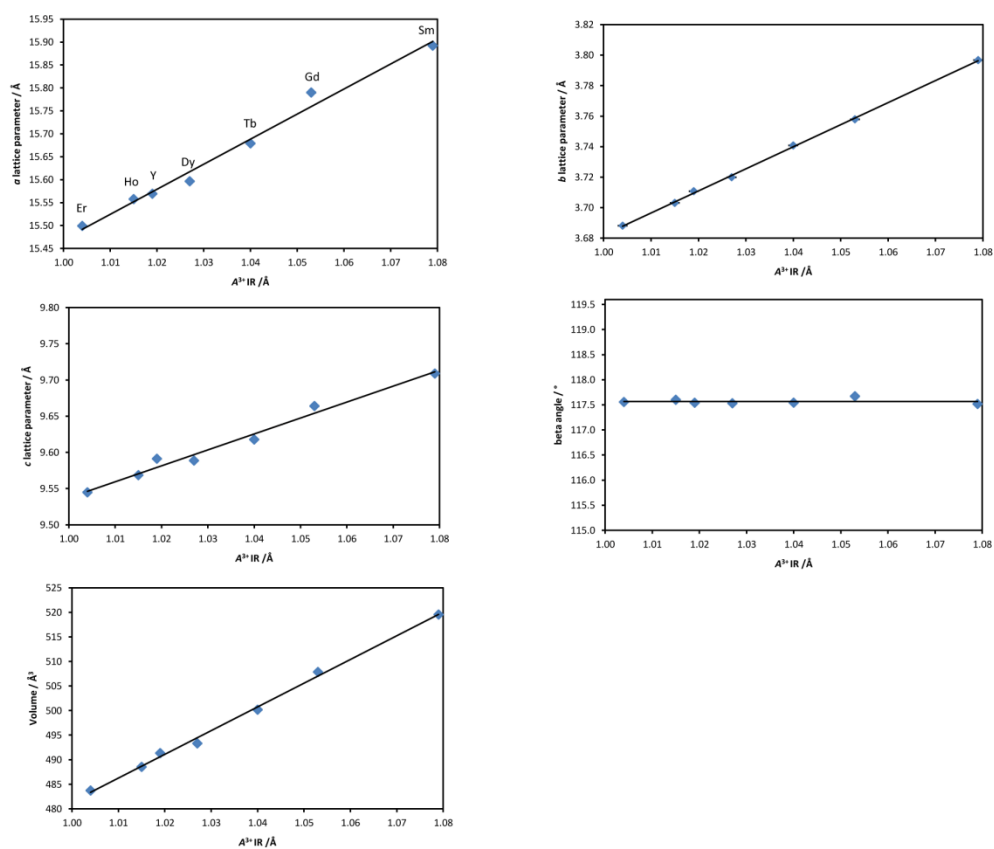 15.95
15.90
15.85
15.80
15.75
15.70
15.65
15.60
15.55
15.50
15.45
a lattice parameter / Å
Er
Ho
Y
Dy
Tb
Gd
Sm
1.00 1.01 1.02 1.03 1.04 1.05 1.06 1.07 1.08
A³⁺ IR /Å
3.80
3.78
3.76
3.74
3.72
3.70
3.68
b lattice parameter / Å
1.00 1.01 1.02 1.03 1.04 1.05 1.06 1.07 1.08
A³⁺ IR /Å
9.80
9.75
9.70
9.65
9.60
9.55
9.50
c lattice parameter / Å
1.00 1.01 1.02 1.03 1.04 1.05 1.06 1.07 1.08
A³⁺ IR /Å
119.5
119.0
118.5
118.0
117.5
117.0
116.5
116.0
115.5
115.0
beta angle / °
1.00 1.01 1.02 1.03 1.04 1.05 1.06 1.07 1.08
A³⁺ IR /Å
525
520
515
510
505
500
495
490
485
480
Volume / Å³
1.00 1.01 1.02 1.03 1.04 1.05 1.06 1.07 1.08
A³⁺ IR /Å